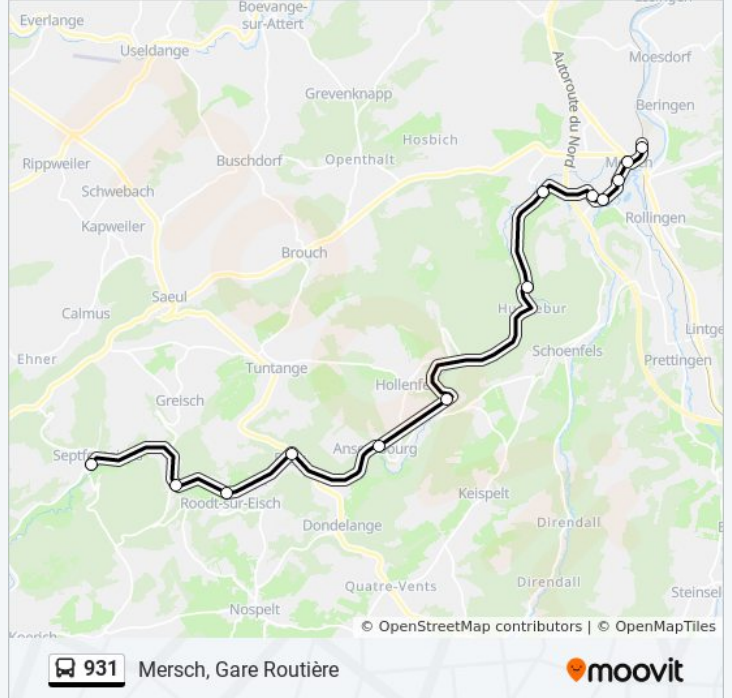 Everlange
Boevange-
sur-Attert
Useldange
Moesdorf
Autoroute du Nord
Grevenknapp
Beringen
Hosbich
Rippweiler
Buschdorf
Openthalt
Schwebach
Rollingen
Kapweiler
Brouch
Saeul
Calmus
Lintge
Schoenfels
Ehner
Prettingen
Tuntange
Greisch
Roodt-sur-Eisch
Keispelt
Dondelange
Direndall
Quatre-Vents
Direndall
Steinsel
Nospelt
© OpenStreetMap contributors | © OpenMapTiles
931 Mersch, Gare Routière
moovit